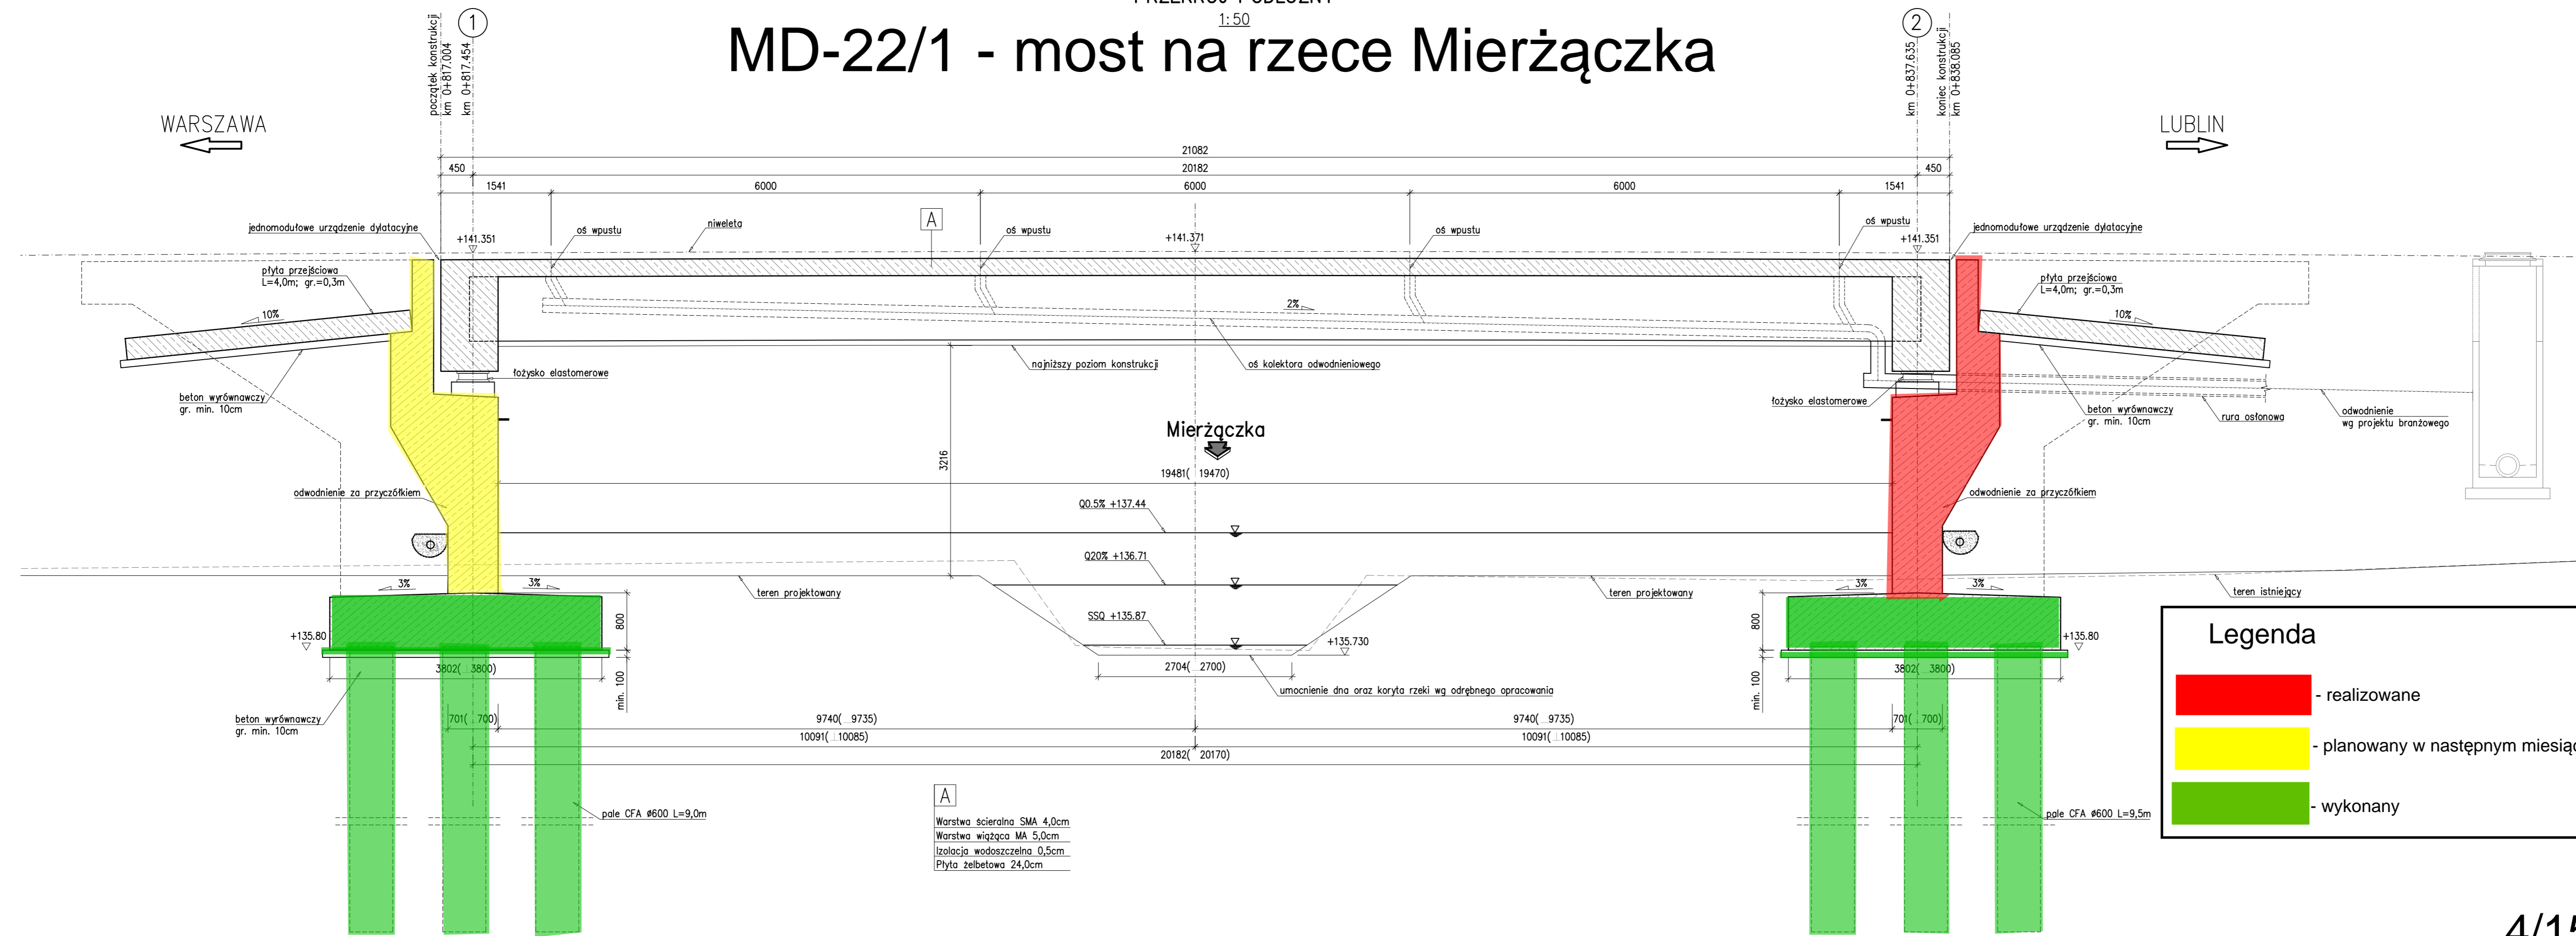 1:50
MD-22/1 - most na rzece Mierżączka
1
2
początek konstrukcji
km 0+817.004
km 0+817.454
km 0+837.635
koniec konstrukcji
km 0+838.085
WARSZAWA
LUBLIN
21082
450
20182
450
1541
6000
6000
6000
1541
jednomodułowe urządzenie dylatacyjne
+141.351
oś wpustu
niweleta
A
oś wpustu
+141.371
oś wpustu
oś wpustu
+141.351
jednomodułowe urządzenie dylatacyjne
płyta przejściowa
L=4,0m; gr.=0,3m
10%
2%
płyta przejściowa
L=4,0m; gr.=0,3m
10%
łożysko elastomerowe
najniższy poziom konstrukcji
oś kolektora odwodnieniowego
beton wyrównawczy
gr. min. 10cm
łożysko elastomerowe
beton wyrównawczy
gr. min. 10cm
rura osłonowa
odwodnienie
wg projektu branżowego
Mierżączka
3216
19481( 19470)
odwodnienie za przyczółkiem
odwodnienie za przyczółkiem
Q0.5% +137.44
Q20% +136.71
SSQ +135.87
3%
3%
teren projektowany
teren projektowany
3%
3%
teren istniejący
+135.80
800
+135.730
800
+135.80
3802( 3800)
min. 100
2704( 2700)
umocnienie dna oraz koryta rzeki wg odrębnego opracowania
min. 100
3802( 3800)
beton wyrównawczy
gr. min. 10cm
701( 700)
9740( 9735)
9740( 9735)
701( 700)
10091(⊥10085)
10091(⊥10085)
20182( 20170)
pale CFA ø600 L=9,0m
pale CFA ø600 L=9,5m
A
Warstwa ścieralna SMA 4,0cm
Warstwa wiążąca MA 5,0cm
Izolacja wodoszczelna 0,5cm
Płyta żelbetowa 24,0cm
Legenda
- realizowane
- planowany w następnym miesiąc
- wykonany
4/15